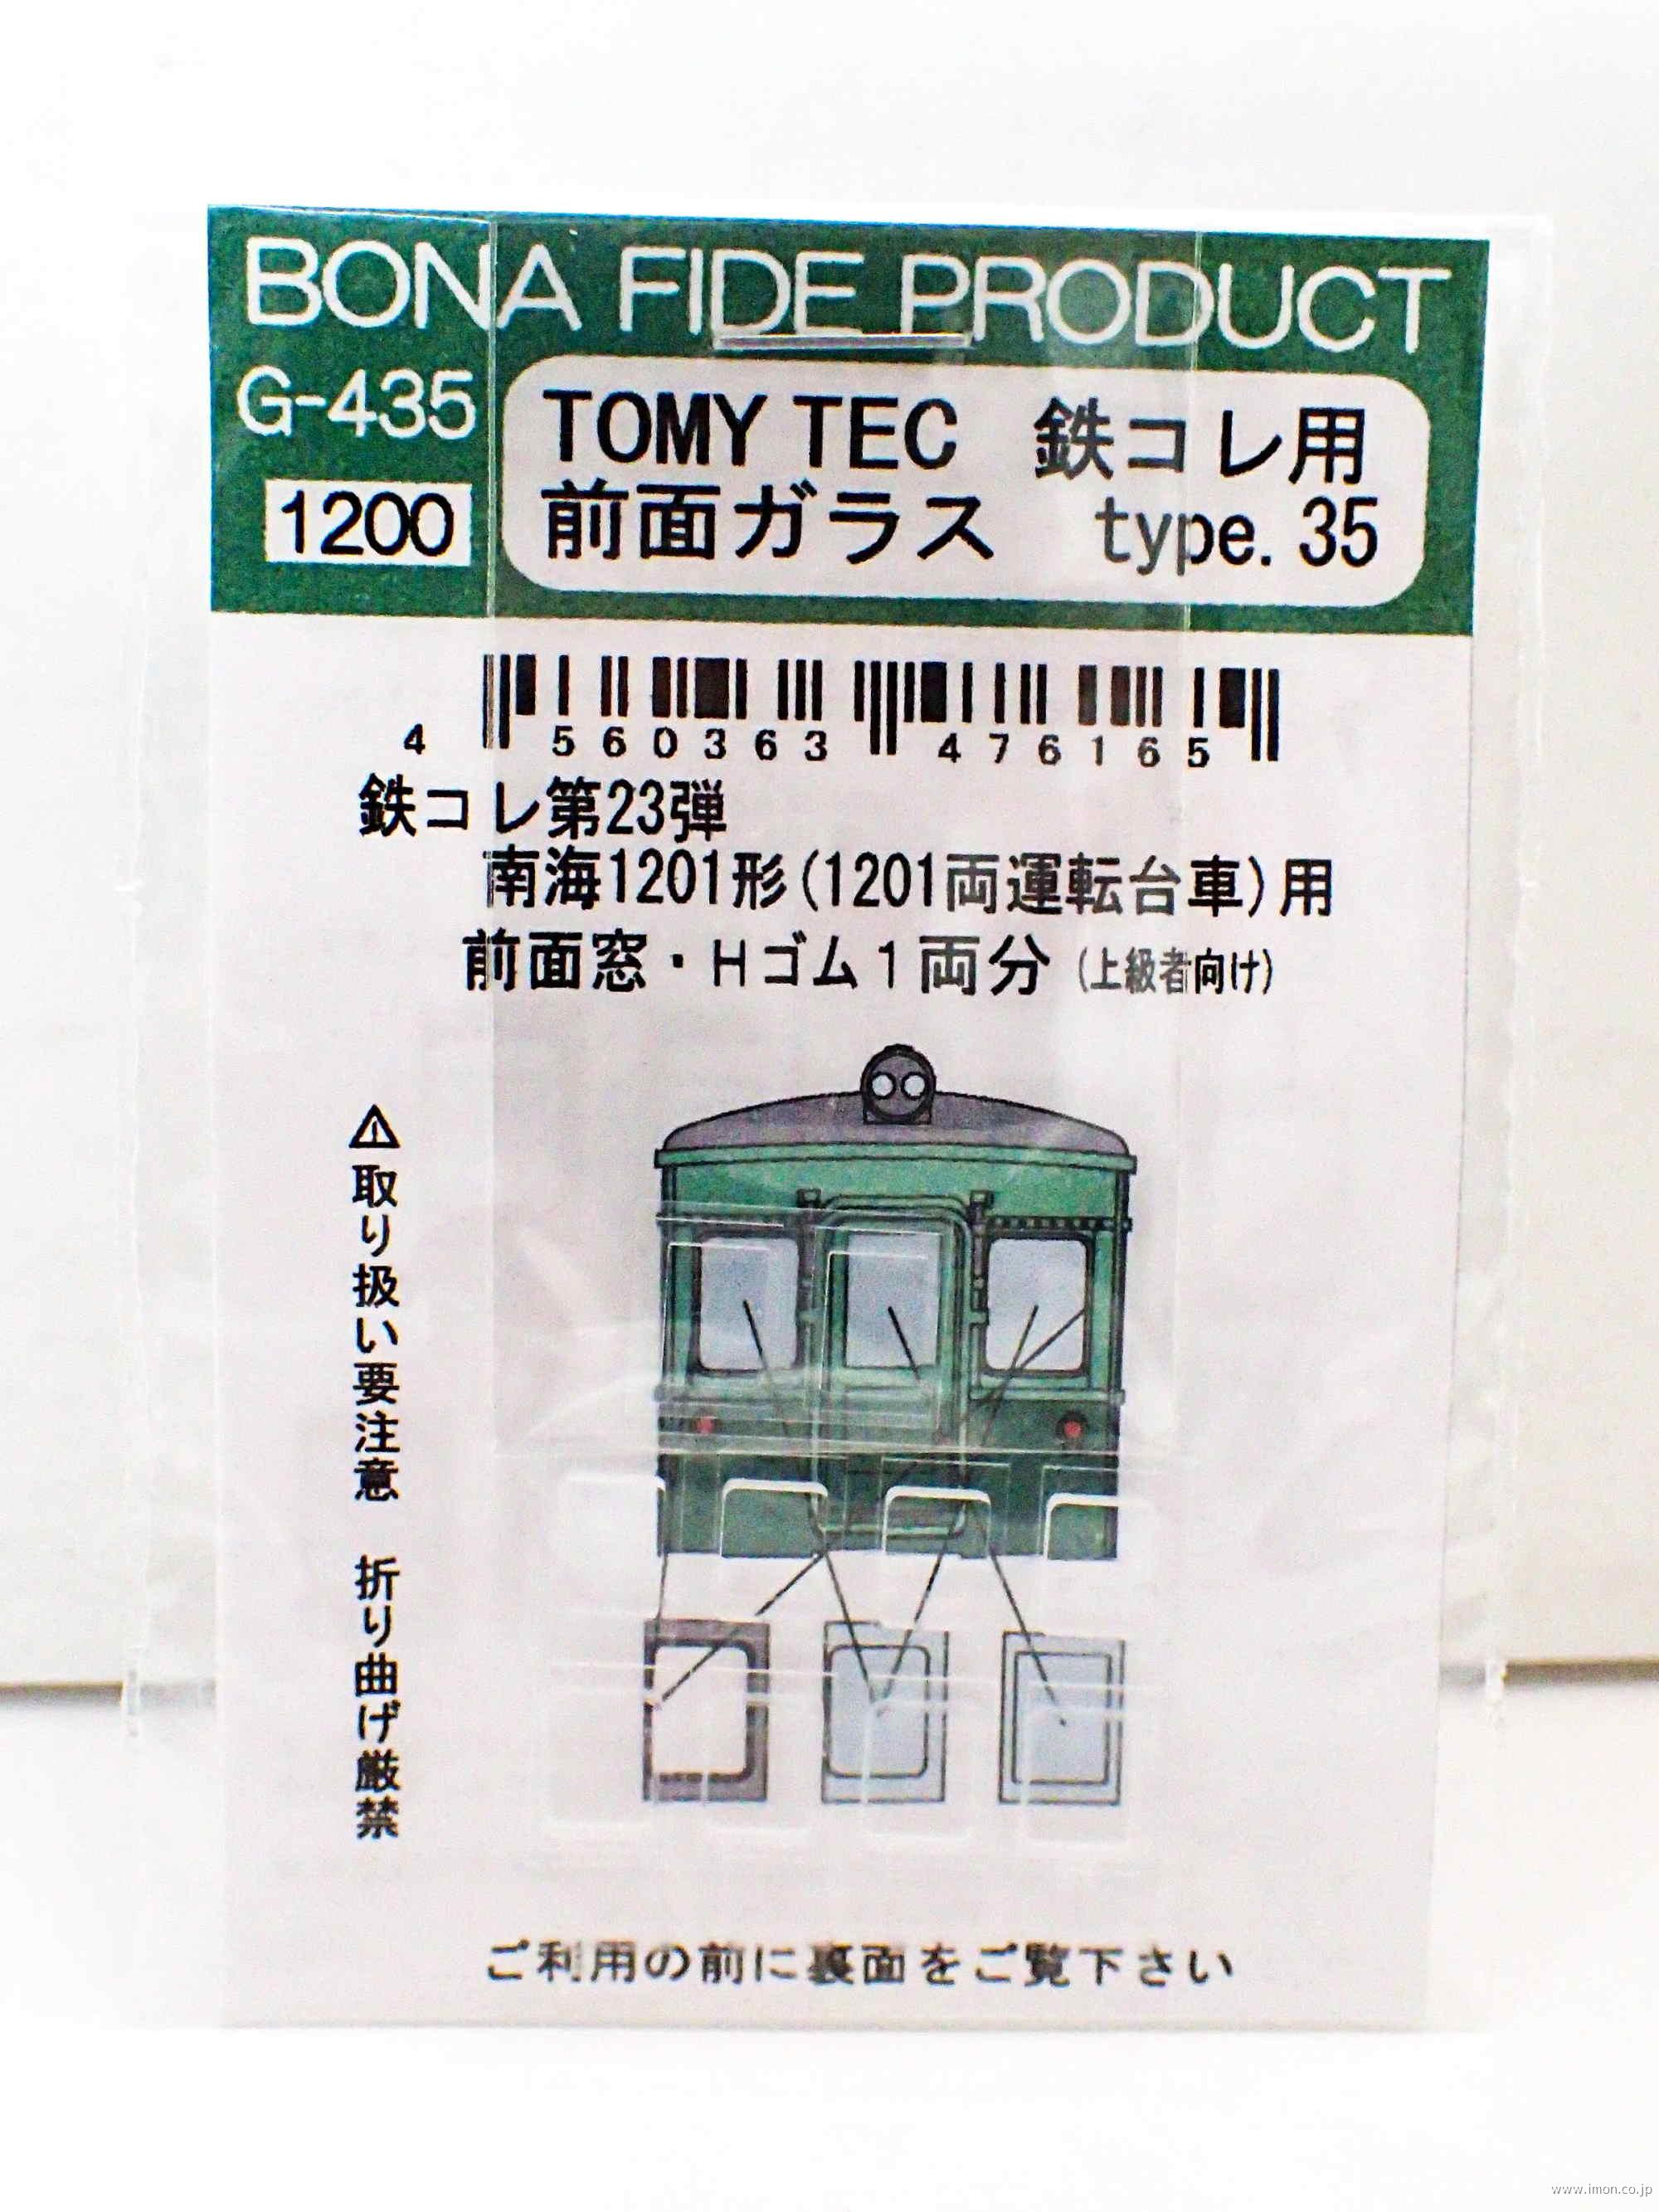 BONA FIDE PRODUCT
G-435
1200
TOMY TEC 鉄コレ用
前面ガラス type.35
4 560363 476165
鉄コレ第23弾
南海1201形(1201両運転台車)用
前面窓・Hゴム1両分(上級者向け)
⚠取り扱い要注意 折り曲げ厳禁
ご利用の前に裏面をご覧下さい
www.imon.co.jp